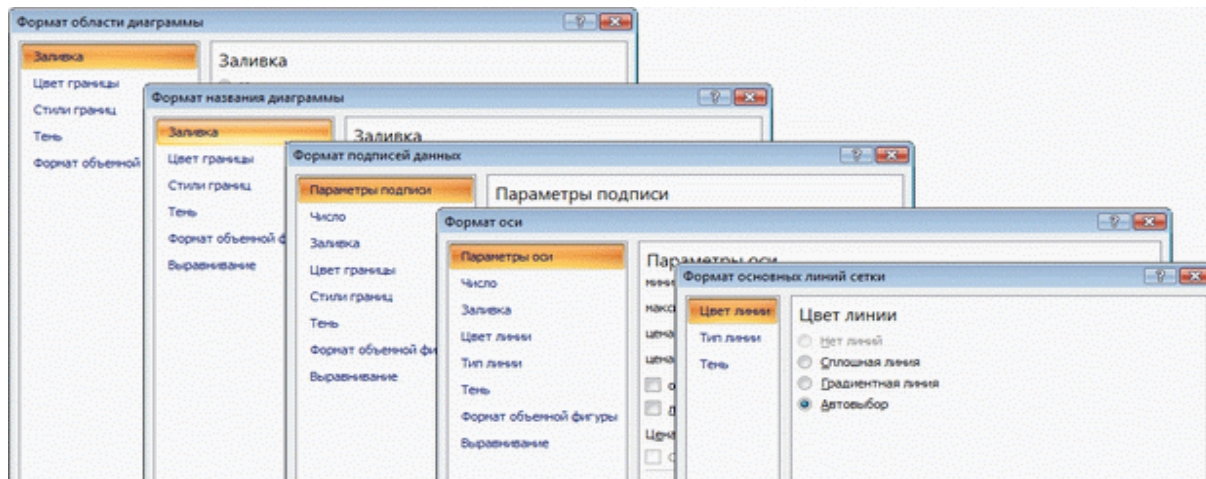 Формат области диаграммы
Заливка
Цвет границы
Стили границ
Тень
Формат объемной
Заливка
Формат названия диаграммы
Заливка
Цвет границы
Стили границ
Тень
Формат объемной ф
Выравнивание
Заливка
Формат подписей данных
Параметры подписи
Число
Заливка
Цвет границы
Стили границ
Тень
Формат объемной фи
Выравнивание
Параметры подписи
Формат оси
Параметры оси
Число
Заливка
Цвет линии
Тип линии
Тень
Формат объемной фигуры
Выравнивание
Параметры оси
Формат основных линий сетки
Цвет линии
Тип линии
Тень
Цвет линии
Нет линий
Сплошная линия
Градиентная линия
Автовыбор